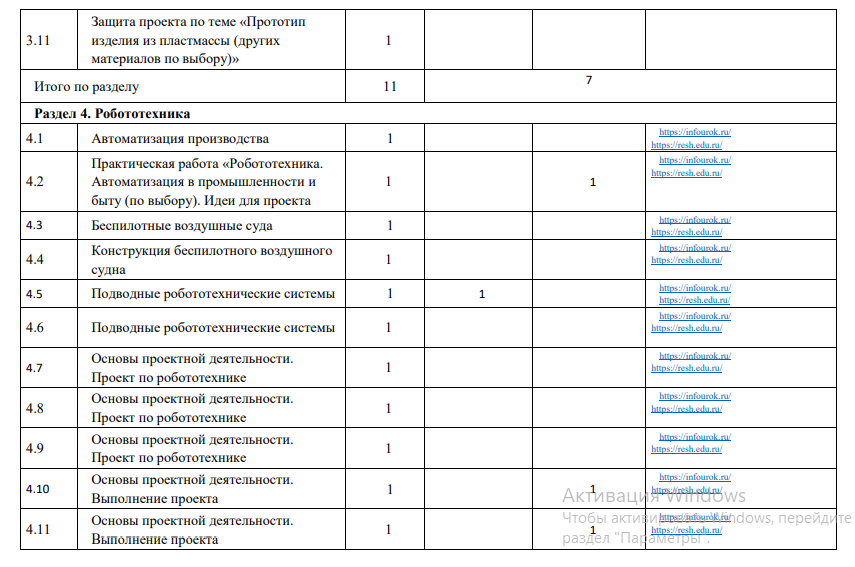 Защита проекта по теме «Прототип
3.11 изделия из пластмассы (других 1
материалов по выбору)»
Итого по разделу 11 7
Раздел 4. Робототехника
4.1 Автоматизация производства 1 https://infourok.ru/
https://resh.edu.ru/
Практическая работа «Робототехника. https://infourok.ru/
4.2 Автоматизация в промышленности и 1 1 https://resh.edu.ru/
быту (по выбору). Идеи для проекта
4.3 Беспилотные воздушные суда 1 https://infourok.ru/
https://resh.edu.ru/
4.4 Конструкция беспилотного воздушного 1 https://infourok.ru/
судна https://resh.edu.ru/
4.5 Подводные робототехнические системы 1 1 https://infourok.ru/
https://resh.edu.ru/
4.6 Подводные робототехнические системы 1 https://infourok.ru/
https://resh.edu.ru/
4.7 Основы проектной деятельности. 1 https://infourok.ru/
Проект по робототехнике https://resh.edu.ru/
4.8 Основы проектной деятельности. 1 https://infourok.ru/
Проект по робототехнике https://resh.edu.ru/
4.9 Основы проектной деятельности. 1 https://infourok.ru/
Проект по робототехнике https://resh.edu.ru/
4.10 Основы проектной деятельности. 1 1 https://infourok.ru/
Выполнение проекта https://resh.edu.ru/
4.11 Основы проектной деятельности. 1 1 https://infourok.ru/
Выполнение проекта https://resh.edu.ru/
Активация Windows
Чтобы активировать Windows, перейдите
раздел "Параметры".